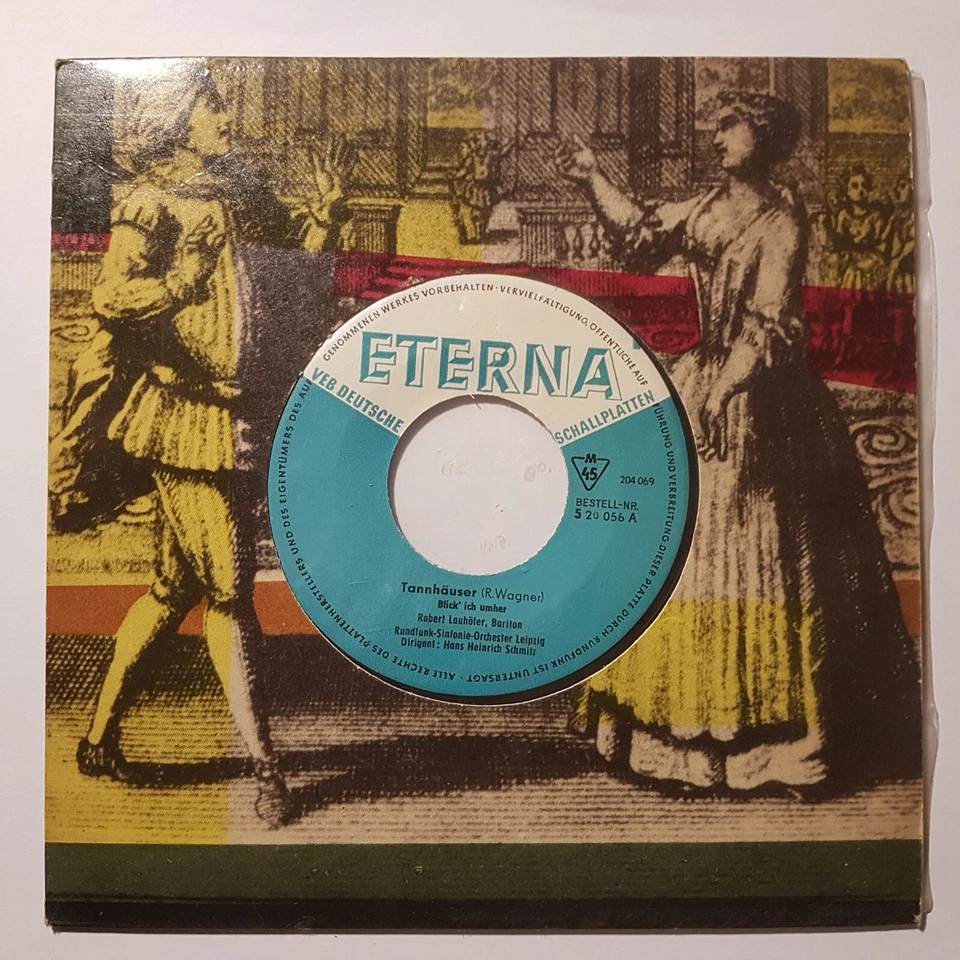 GENOMMENEN WERKES VORBEHALTEN · VERVIELFÄLTIGUNG, ÖFFENTLICHE AUF
FÜHRUNG UND VERBREITUNG DIESER PLATTE DURCH RUNDFUNK IST UNTERSAGT · ALLE RECHTE DES PLATTENHERSTELLERS UND DES EIGENTÜMERS DES AUF
ETERNA
VEB DEUTSCHE SCHALLPLATTEN
M
45
204 069
BESTELL-NR.
5 20 056 A
Tannhäuser (R. Wagner)
Blick' ich umher
Robert Lauhöfer, Bariton
Rundfunk-Sinfonie-Orchester Leipzig
Dirigent: Hans Heinrich Schmitz